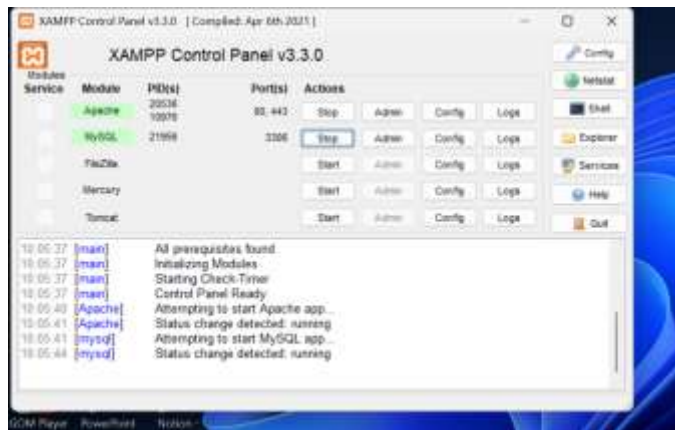 XAMPP Control Panel v3.3.0 [ Compiled: Apr 6th 2021 ]
XAMPP Control Panel v3.3.0
Config
Modules
Service Module PID(s) Port(s) Actions
Netstat
Apache 80, 443 Stop Admin Config Logs
Shell
MySQL 3306 Stop Admin Config Logs
Explorer
FileZilla Start Admin Config Logs
Services
Mercury Start Admin Config Logs
Help
Tomcat Start Admin Config Logs
Quit
[main] All prerequisites found
[main] Initializing Modules
[main] Starting Check-Timer
[main] Control Panel Ready
[Apache] Attempting to start Apache app...
[Apache] Status change detected: running
[mysql] Attempting to start MySQL app...
[mysql] Status change detected: running
GOM Player PowerPoint Notion